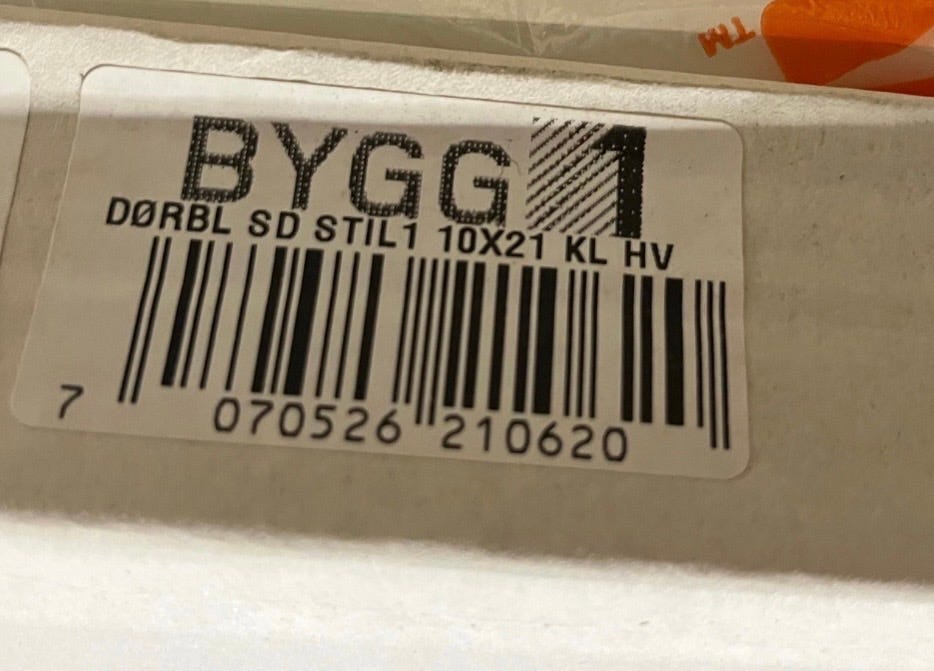 TM
BYGG1
DØRBL SD STIL1 10X21 KL HV
7 070526 210620